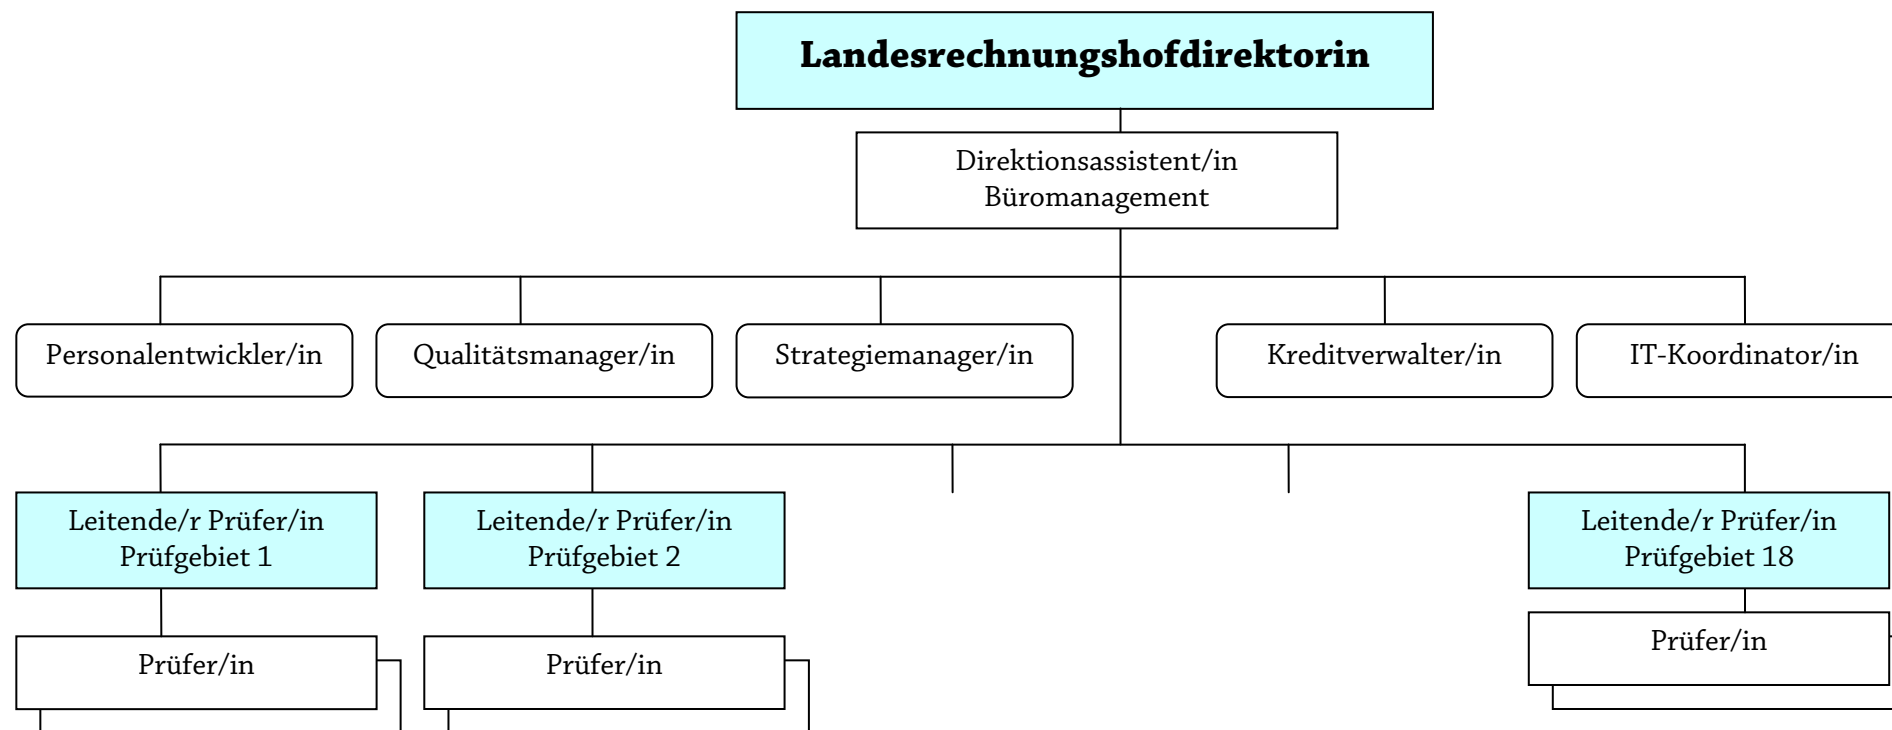 Landesrechnungshofdirektorin
Direktionsassistent/in
Büromanagement
Personalentwickler/in
Qualitätsmanager/in
Strategiemanager/in
Kreditverwalter/in
IT-Koordinator/in
Leitende/r Prüfer/in
Prüfgebiet 1
Leitende/r Prüfer/in
Prüfgebiet 2
Leitende/r Prüfer/in
Prüfgebiet 18
Prüfer/in
Prüfer/in
Prüfer/in